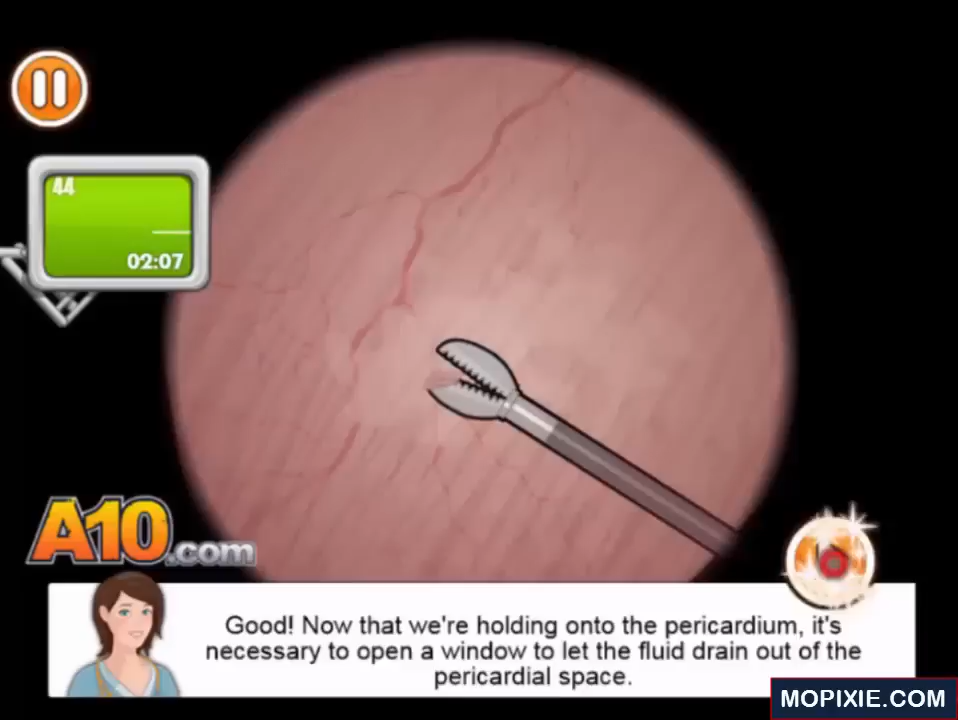 44
02:07
A10.com
Good! Now that we're holding onto the pericardium, it's
necessary to open a window to let the fluid drain out of the
pericardial space.
MOPIXIE.COM